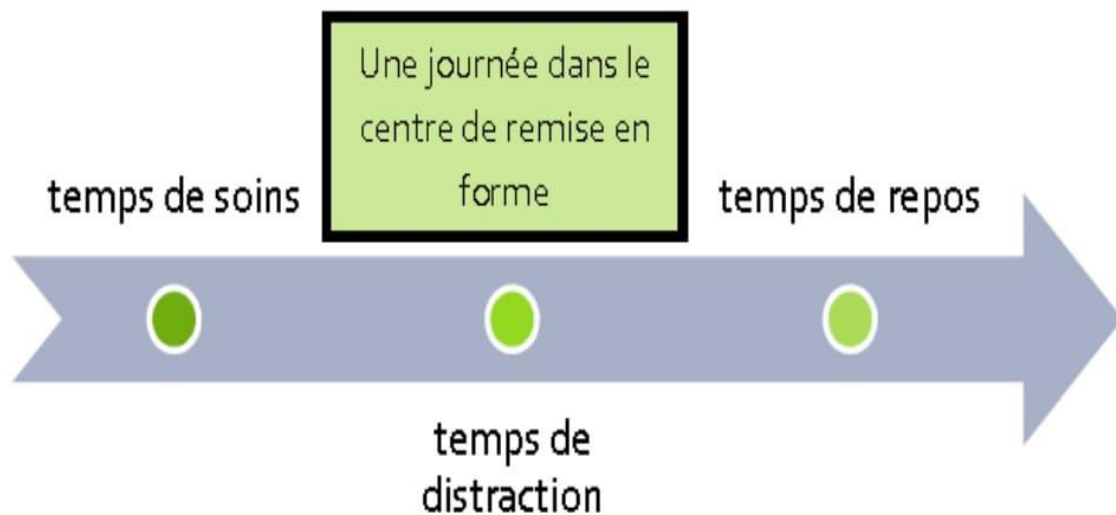 Une journée dans le
centre de remise en
forme
temps de soins
temps de repos
temps de
distraction